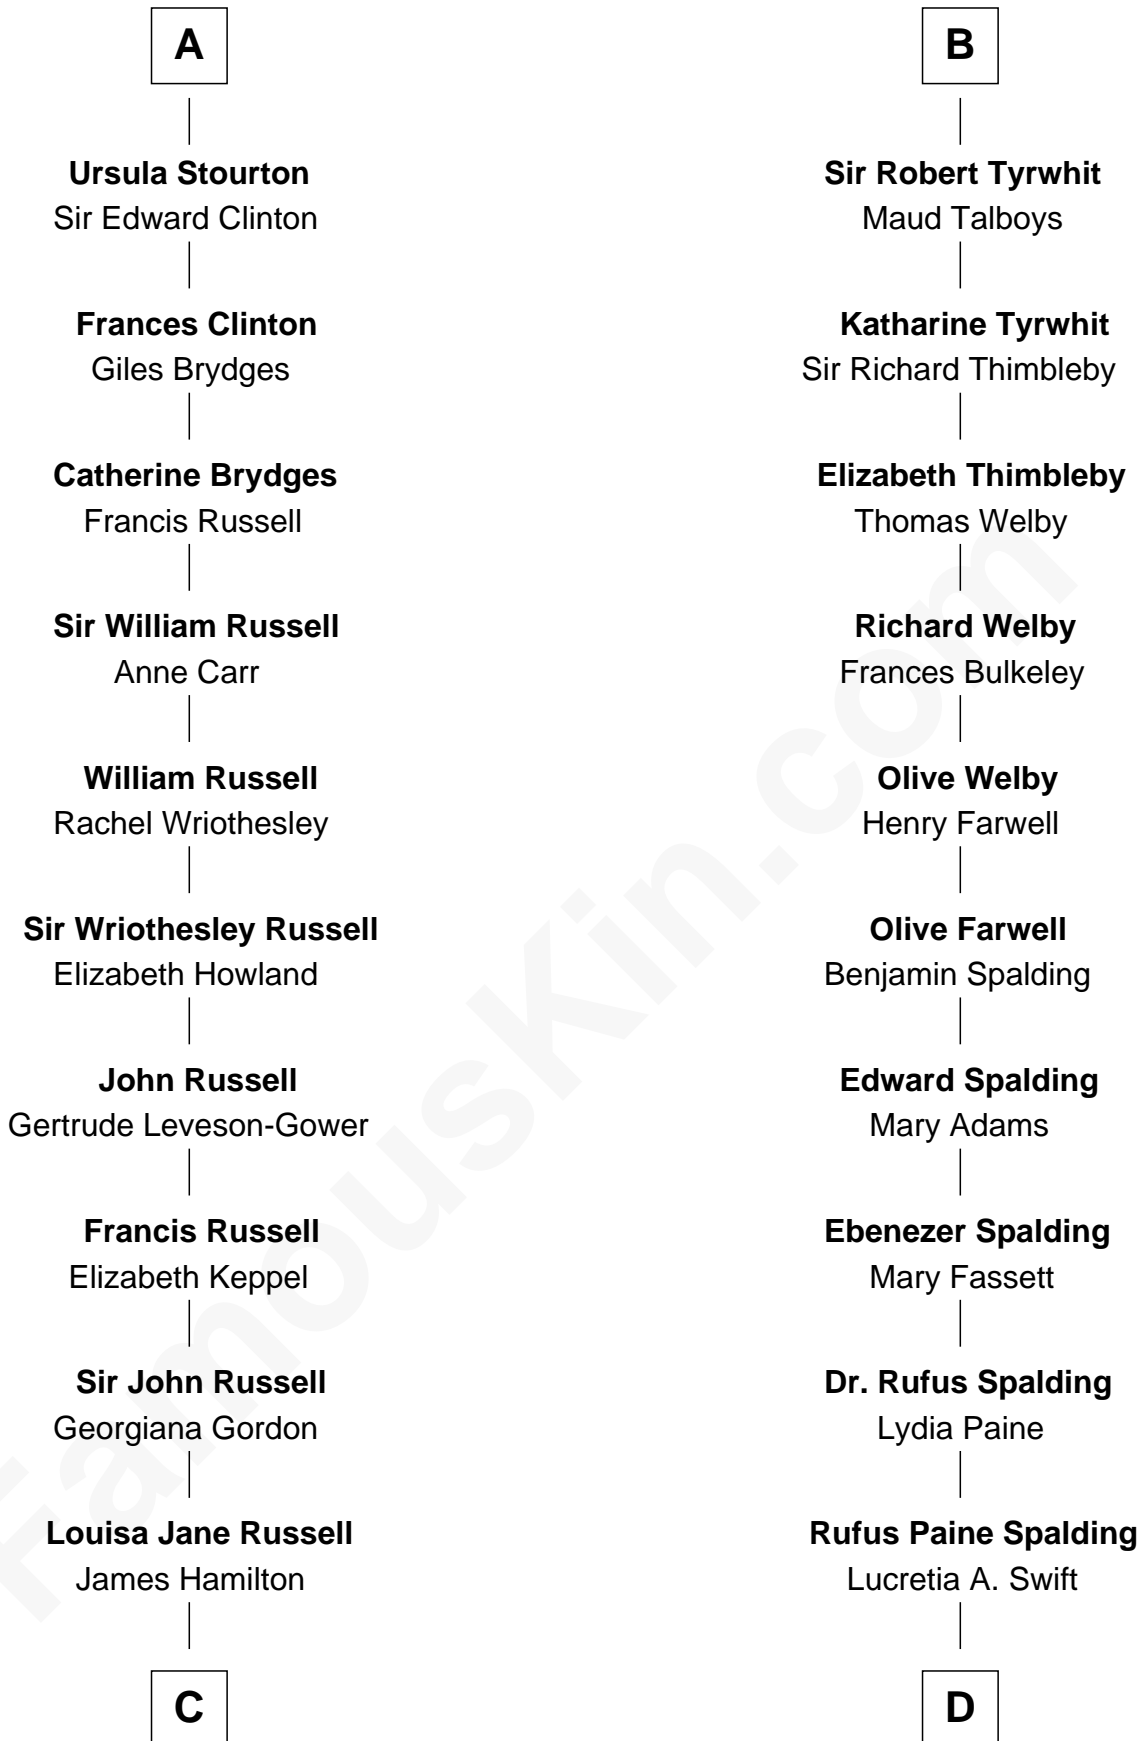 A
Ursula Stourton
Sir Edward Clinton
Frances Clinton
Giles Brydges
Catherine Brydges
Francis Russell
Sir William Russell
Anne Carr
William Russell
Rachel Wriothesley
Sir Wriothesley Russell
Elizabeth Howland
John Russell
Gertrude Leveson-Gower
Francis Russell
Elizabeth Keppel
Sir John Russell
Georgiana Gordon
Louisa Jane Russell
James Hamilton
C
B
Sir Robert Tyrwhit
Maud Talboys
Katharine Tyrwhit
Sir Richard Thimbleby
Elizabeth Thimbleby
Thomas Welby
Richard Welby
Frances Bulkeley
Olive Welby
Henry Farwell
Olive Farwell
Benjamin Spalding
Edward Spalding
Mary Adams
Ebenezer Spalding
Mary Fassett
Dr. Rufus Spalding
Lydia Paine
Rufus Paine Spalding
Lucretia A. Swift
D
FamousKin.com